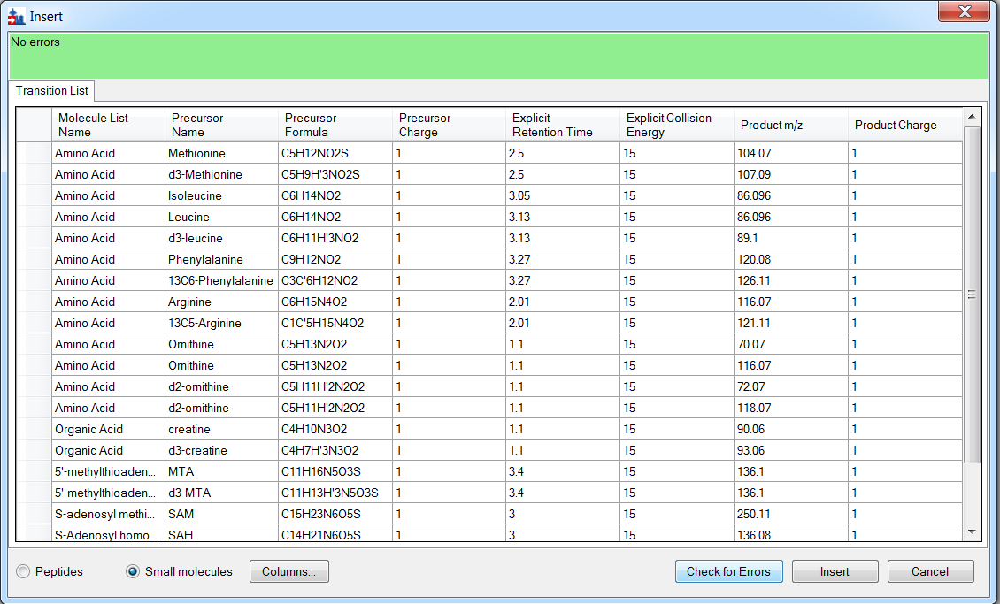 Insert
No errors
Transition List
Molecule List Name Precursor Name Precursor Formula Precursor Charge Explicit Retention Time Explicit Collision Energy Product m/z Product Charge
Amino Acid Methionine C5H12NO2S 1 2.5 15 104.07 1
Amino Acid d3-Methionine C5H9H'3NO2S 1 2.5 15 107.09 1
Amino Acid Isoleucine C6H14NO2 1 3.05 15 86.096 1
Amino Acid Leucine C6H14NO2 1 3.13 15 86.096 1
Amino Acid d3-leucine C6H11H'3NO2 1 3.13 15 89.1 1
Amino Acid Phenylalanine C9H12NO2 1 3.27 15 120.08 1
Amino Acid 13C6-Phenylalanine C3C'6H12NO2 1 3.27 15 126.11 1
Amino Acid Arginine C6H15N4O2 1 2.01 15 116.07 1
Amino Acid 13C5-Arginine C1C'5H15N4O2 1 2.01 15 121.11 1
Amino Acid Ornithine C5H13N2O2 1 1.1 15 70.07 1
Amino Acid Ornithine C5H13N2O2 1 1.1 15 116.07 1
Amino Acid d2-ornithine C5H11H'2N2O2 1 1.1 15 72.07 1
Amino Acid d2-ornithine C5H11H'2N2O2 1 1.1 15 118.07 1
Organic Acid creatine C4H10N3O2 1 1.1 15 90.06 1
Organic Acid d3-creatine C4H7H'3N3O2 1 1.1 15 93.06 1
5'-methylthioaden... MTA C11H16N5O3S 1 3.4 15 136.1 1
5'-methylthioaden... d3-MTA C11H13H'3N5O3S 1 3.4 15 136.1 1
S-adenosyl methi... SAM C15H23N6O5S 1 3 15 250.11 1
S-Adenosyl homo... SAH C14H21N6O5S 1 3 15 136.08 1
Peptides Small molecules Columns... Check for Errors Insert Cancel